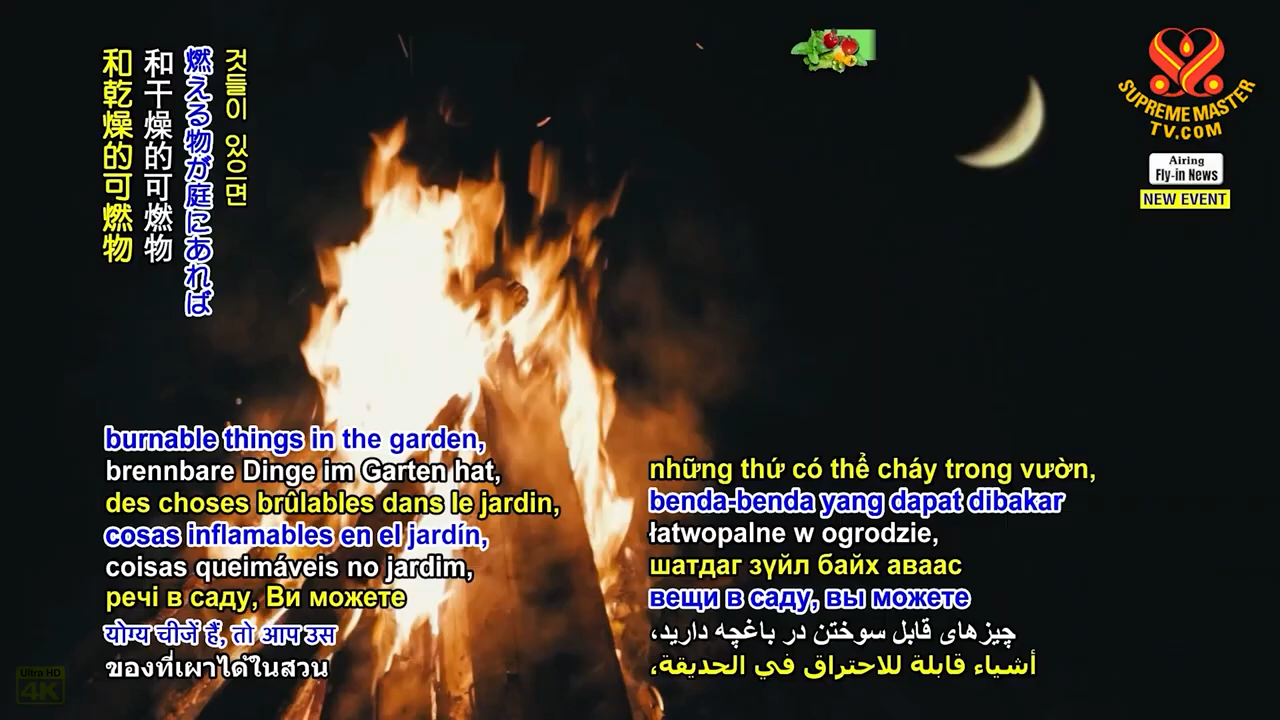 것들이 있으면
燃える物が庭にあれば
和干燥的可燃物
和乾燥的可燃物
SUPREME MASTER
TV.COM
Airing
Fly-in News
NEW EVENT
burnable things in the garden,
brennbare Dinge im Garten hat,
des choses brûlables dans le jardin,
cosas inflamables en el jardín,
coisas queimáveis no jardim,
речі в саду, Ви можете
योग्य चीजें हैं, तो आप उस
ของที่เผาได้ในสวน
những thứ có thể cháy trong vườn,
benda-benda yang dapat dibakar
łatwopalne w ogrodzie,
шатдаг зүйл байх аваас
вещи в саду, вы можете
چیزهای قابل سوختن در باغچه دارید،
أشياء قابلة للاحتراق في الحديقة،
Ultra HD
4K